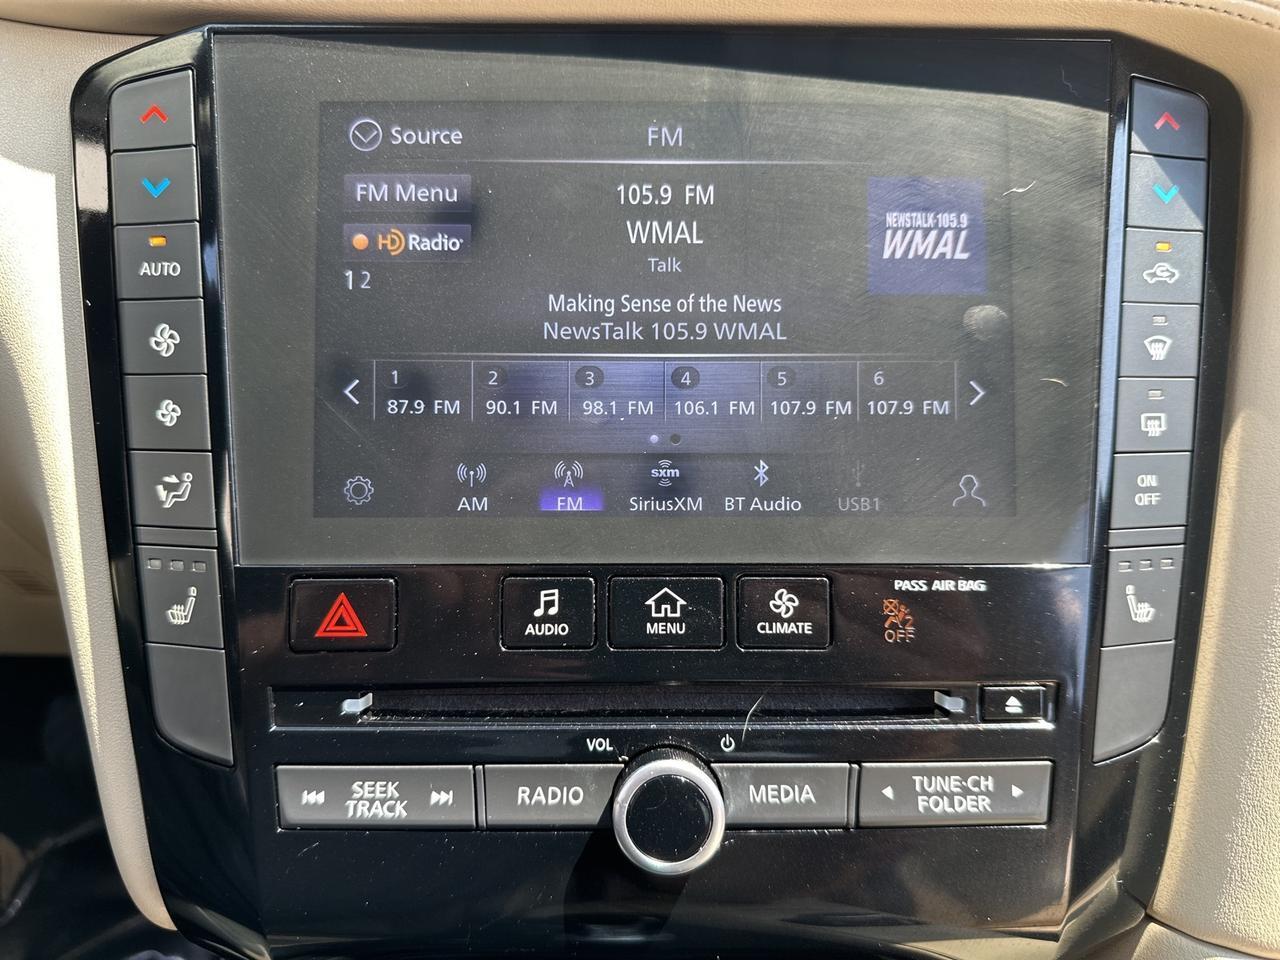 Source
FM
FM Menu
105.9 FM
NEWSTALK·105.9
WMAL
HD Radio
WMAL
Talk
1 2
Making Sense of the News
NewsTalk 105.9 WMAL
1 2 3 4 5 6
87.9 FM 90.1 FM 98.1 FM 106.1 FM 107.9 FM 107.9 FM
sxm
AM FM SiriusXM BT Audio USB1
AUTO
ON
OFF
PASS AIR BAG
AUDIO MENU CLIMATE
2
OFF
VOL
SEEK
TRACK
RADIO
MEDIA
TUNE·CH
FOLDER